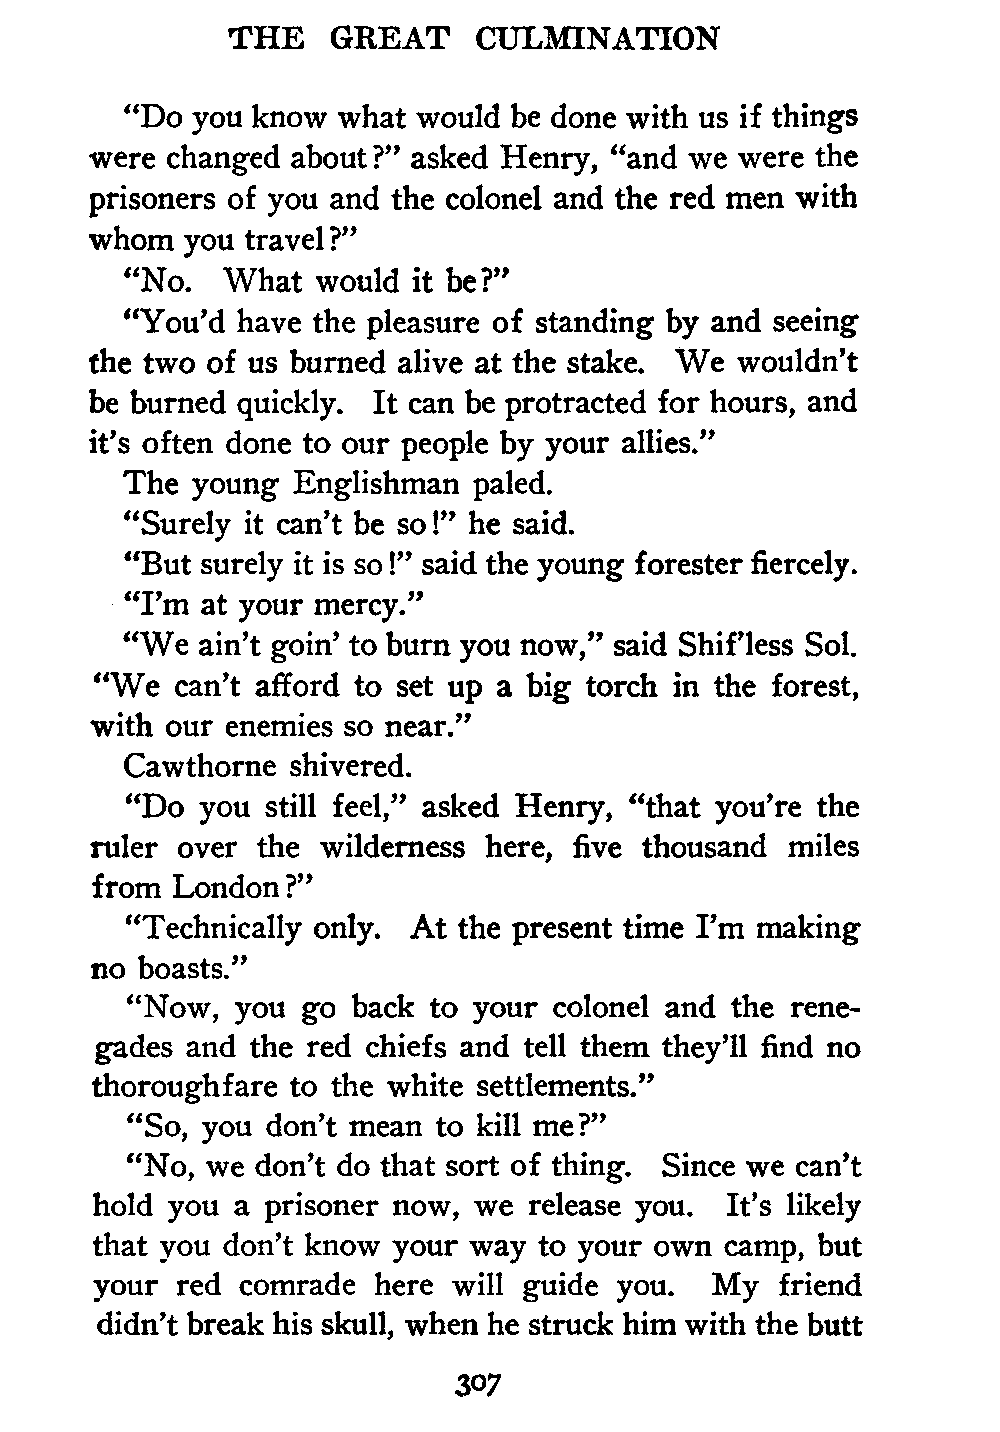 THE GREAT CULMINATION
“Do you know what would be done with us if things
were changed about?” asked Henry, “and we were the
prisoners of you and the colonel and the red men with
whom you travel?”
“No. What would it be?”
“You’d have the pleasure of standing by and seeing
the two of us burned alive at the stake. We wouldn’t
be burned quickly. It can be protracted for hours, and
it’s often done to our people by your allies.”
The young Englishman paled.
“Surely it can’t be so!” he said.
“But surely it is so!” said the young forester fiercely.
“I’m at your mercy.”
“We ain’t goin’ to burn you now,” said Shif’less Sol.
“We can’t afford to set up a big torch in the forest,
with our enemies so near.”
Cawthorne shivered.
“Do you still feel,” asked Henry, “that you’re the
ruler over the wilderness here, five thousand miles
from London?”
“Technically only. At the present time I’m making
no boasts.”
“Now, you go back to your colonel and the rene-
gades and the red chiefs and tell them they’ll find no
thoroughfare to the white settlements.”
“So, you don’t mean to kill me?”
“No, we don’t do that sort of thing. Since we can’t
hold you a prisoner now, we release you. It’s likely
that you don’t know your way to your own camp, but
your red comrade here will guide you. My friend
didn’t break his skull, when he struck him with the butt
307